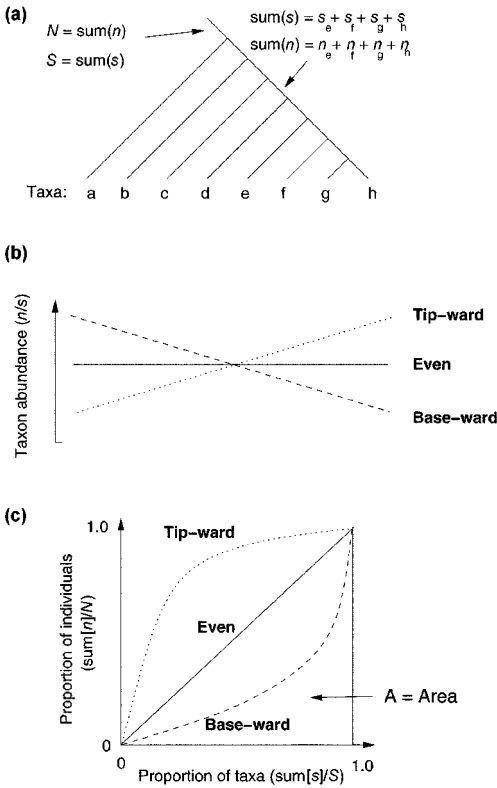 (a)
N = sum(n)
S = sum(s)
sum(s) = s_e + s_f + s_g + s_h
sum(n) = n_e + n_f + n_g + n_h
Taxa: a b c d e f g h
(b)
Taxon abundance (n/s)
Tip–ward
Even
Base–ward
(c)
Proportion of individuals
(sum[n]/N)
1.0
0
Tip–ward
Even
Base–ward
A = Area
0 1.0
Proportion of taxa (sum[s]/S)